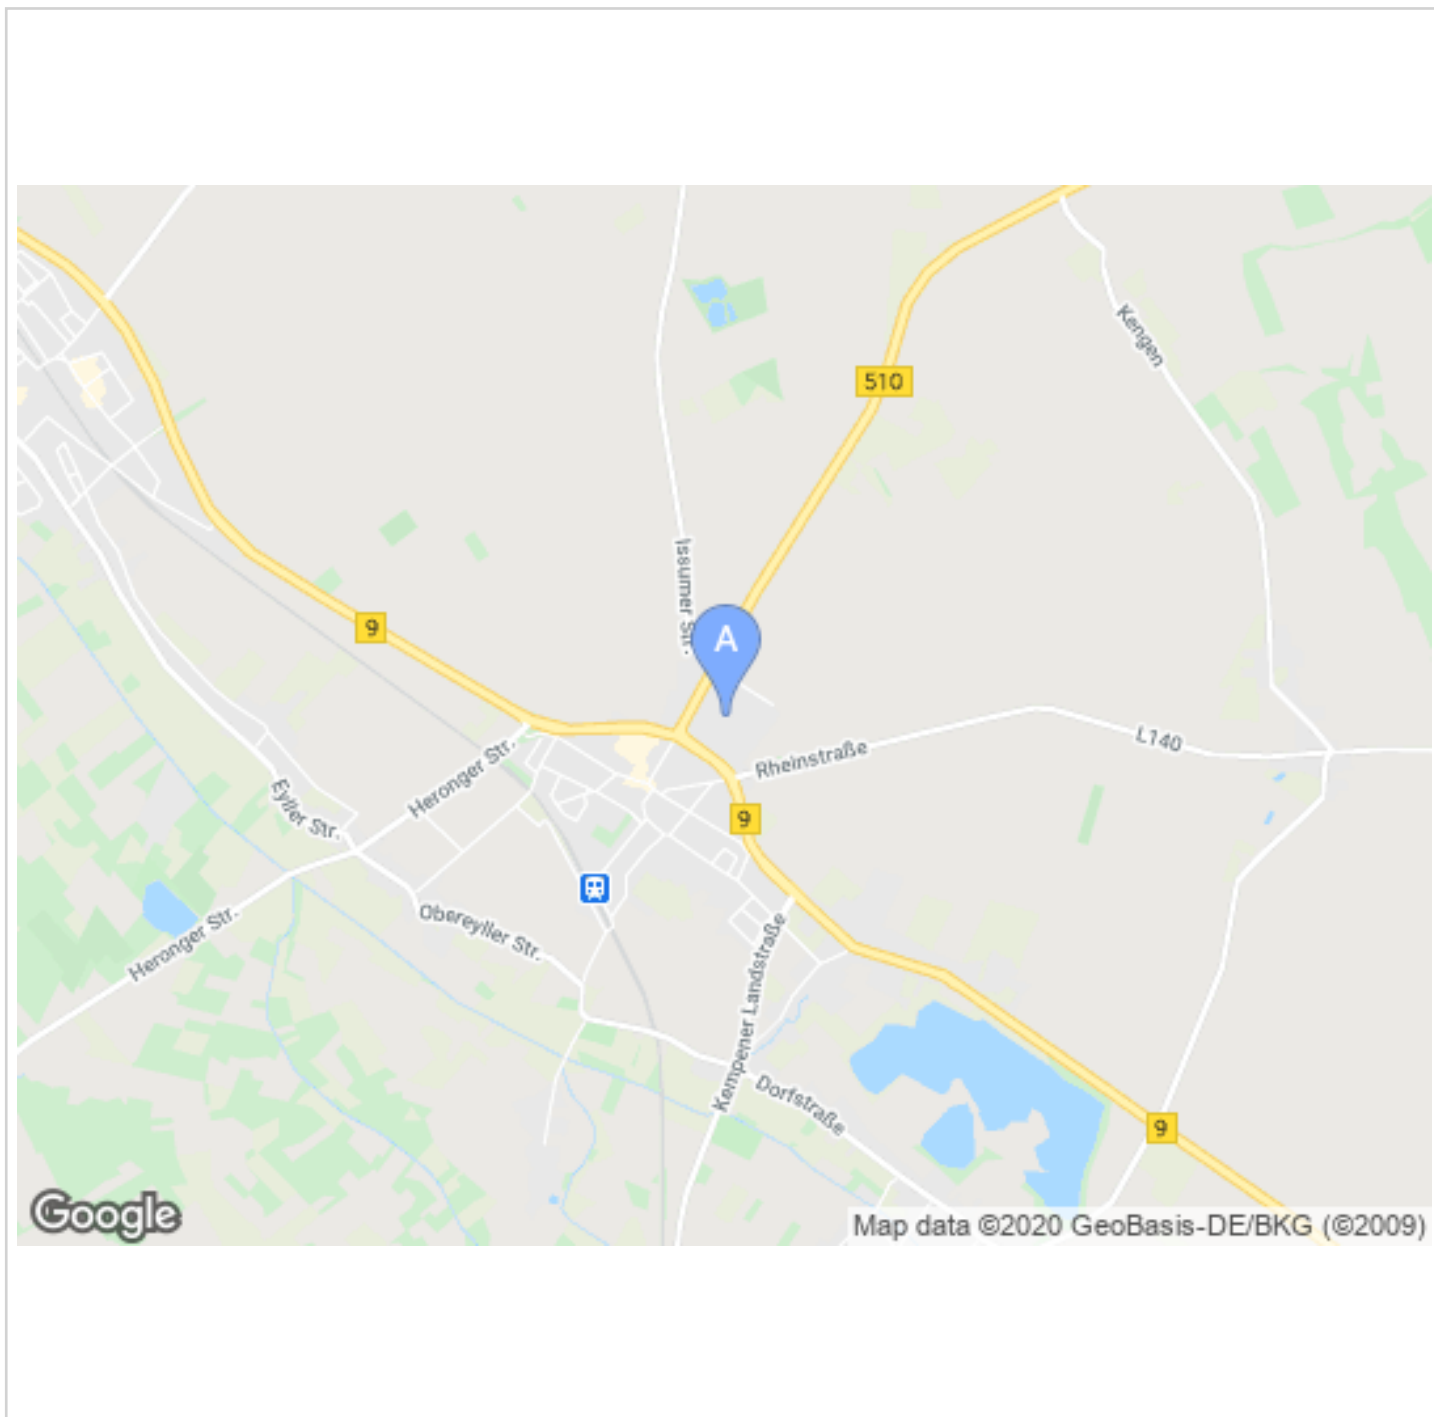 Kengen
510
Issumer Str.
9
A
L140
Rheinstraße
Heronger Str.
Eyller Str.
9
Obereyller Str.
Heronger Str.
Kempener Landstraße
Dorfstraße
9
Google
Map data ©2020 GeoBasis-DE/BKG (©2009)